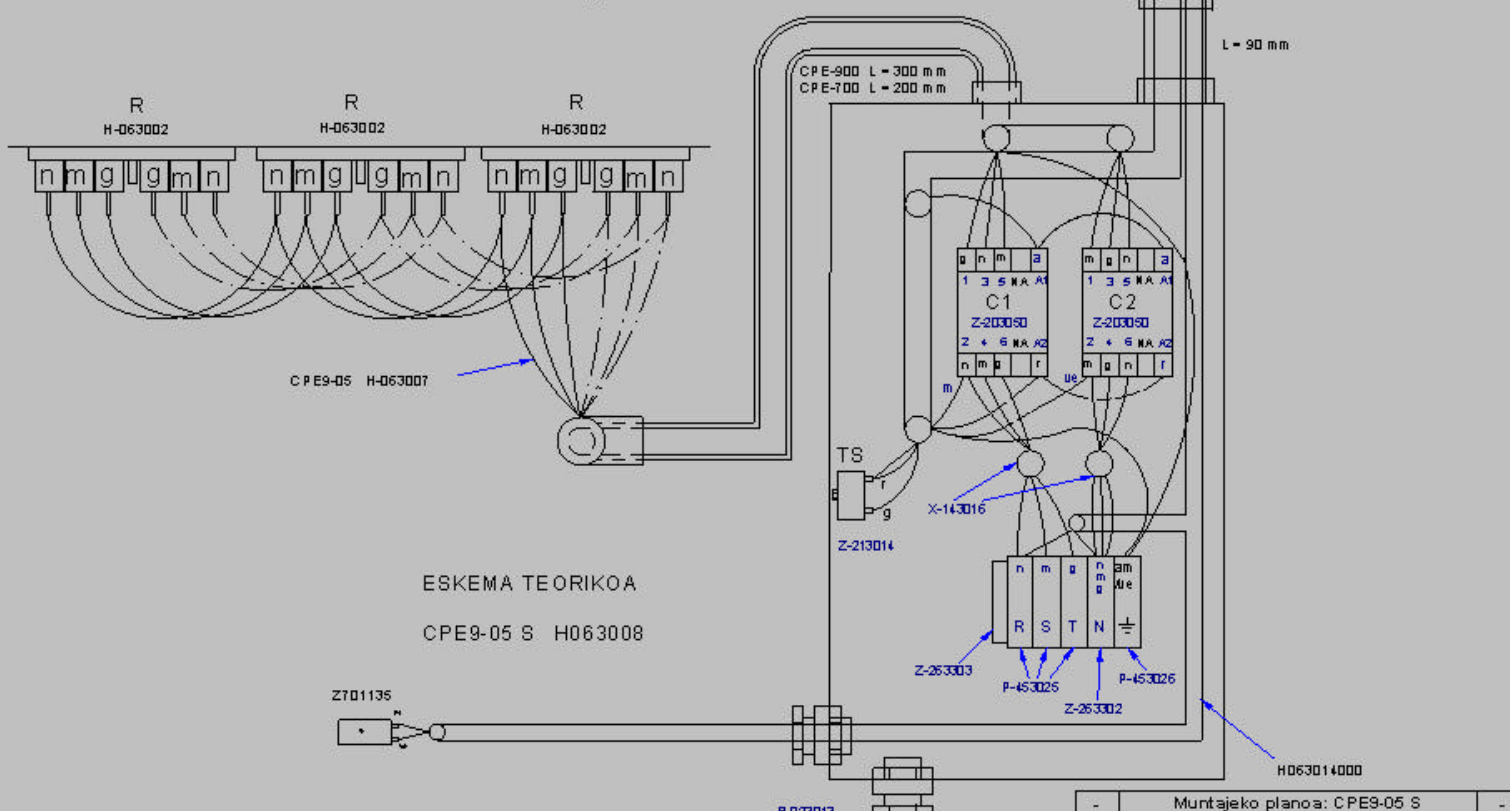 L = 90 mm
CPE-900 L = 300 mm
CPE-700 L = 200 mm
R
H-063002
R
H-063002
R
H-063002
n m g g m n
n m g g m n
n m g g m n
g n m a
1 3 5 NA A1
C1
Z-203050
2 4 6 NA A2
n m g r
m g n a
1 3 5 NA A1
C2
Z-203050
2 4 6 NA A2
m g n r
m
ue
CPE9-05 H-063007
TS
r
g
Z-213014
X-143016
n m g n m g am
R S T N
Z-263303
P-453025
Z-263302
P-453026
ESKEMA TEORIKOA
CPE9-05 S H063008
Z701135
H063014000
- Muntajeko planoa: CPE9-05 S -